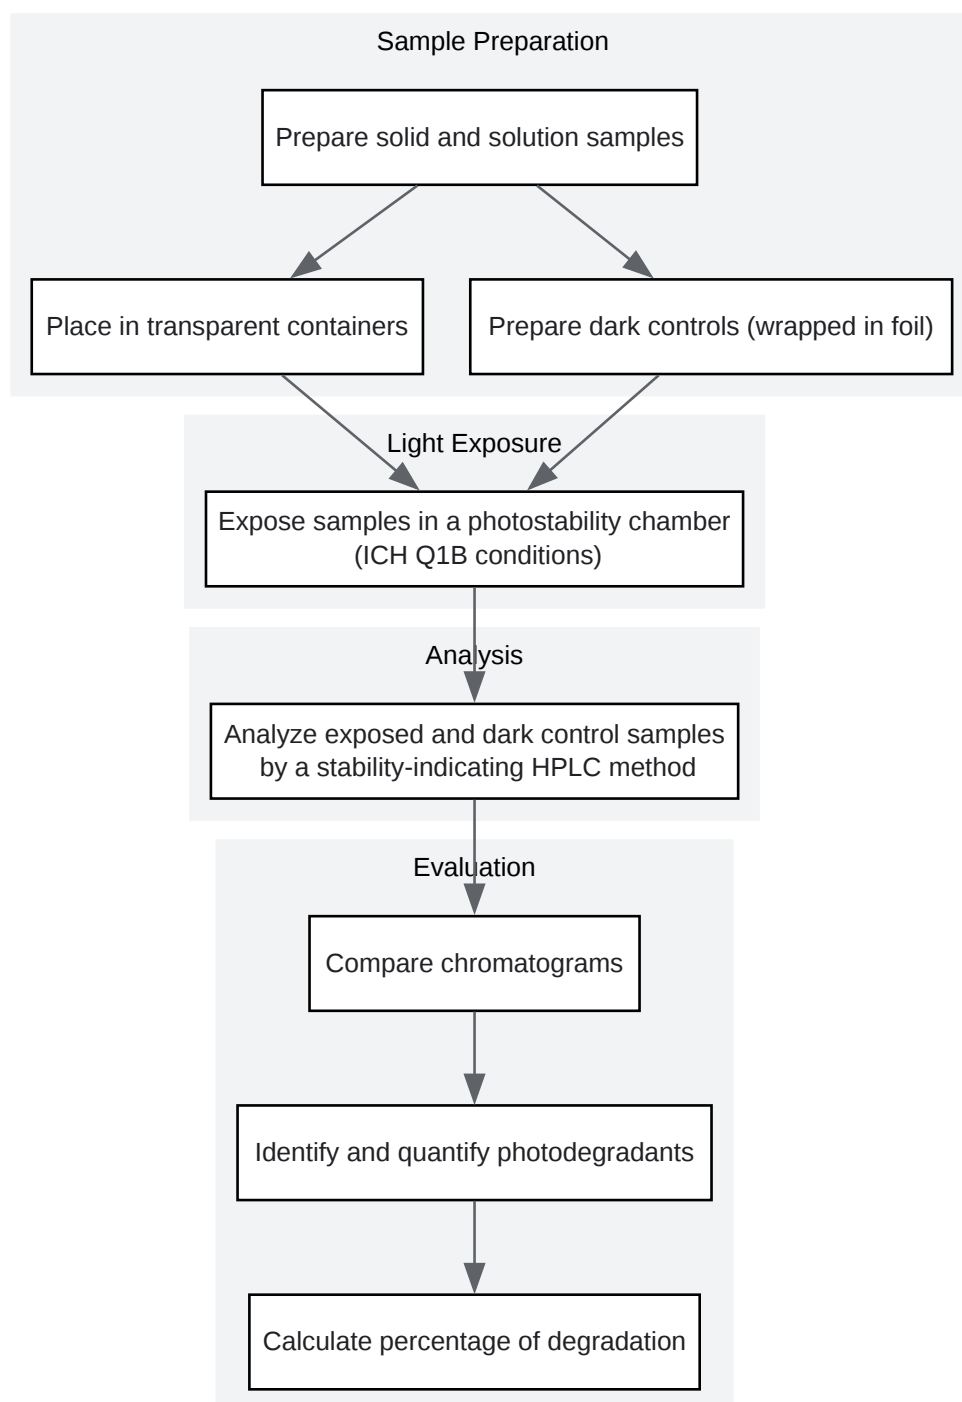 Sample Preparation
Prepare solid and solution samples
Place in transparent containers
Prepare dark controls (wrapped in foil)
Light Exposure
Expose samples in a photostability chamber
(ICH Q1B conditions)
Analysis
Analyze exposed and dark control samples
by a stability-indicating HPLC method
Evaluation
Compare chromatograms
Identify and quantify photodegradants
Calculate percentage of degradation